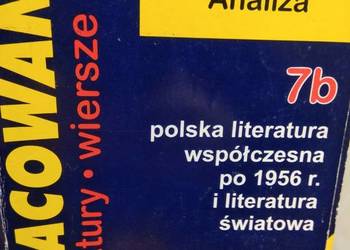 Analiza
ACOWAN
tury • wiersze
7b
polska literatura
współczesna
po 1956 r.
i literatura
światowa